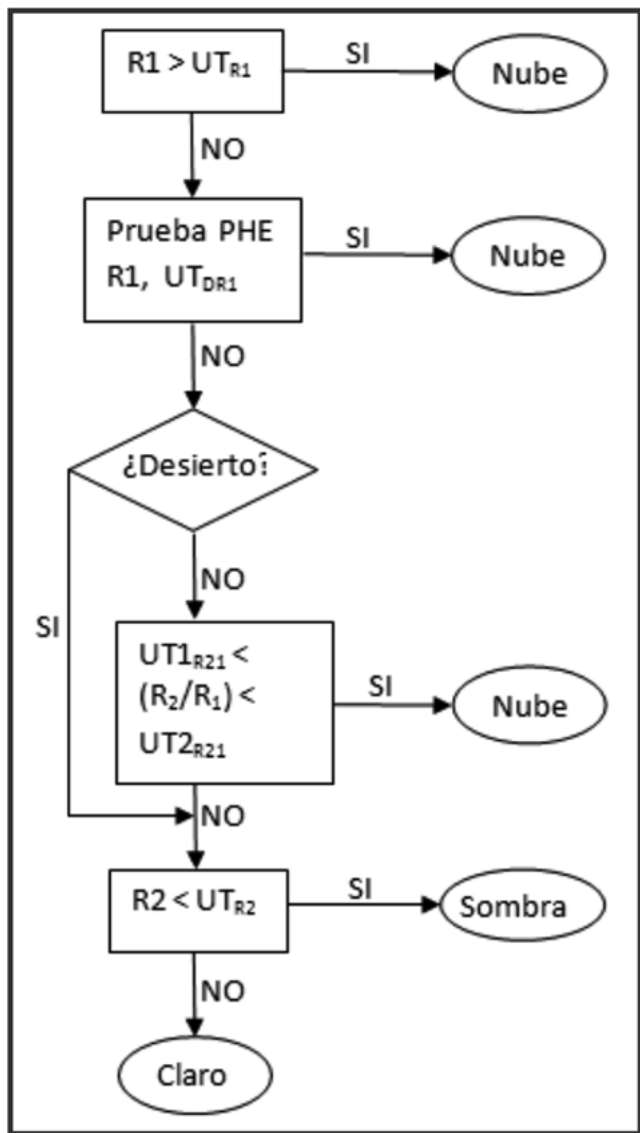 R1 > UTR1
SI
Nube
NO
Prueba PHE
R1, UTDR1
SI
Nube
NO
¿Desierto?
NO
SI
UT1R21 <
(R2/R1) <
UT2R21
SI
Nube
NO
R2 < UTR2
SI
Sombra
NO
Claro